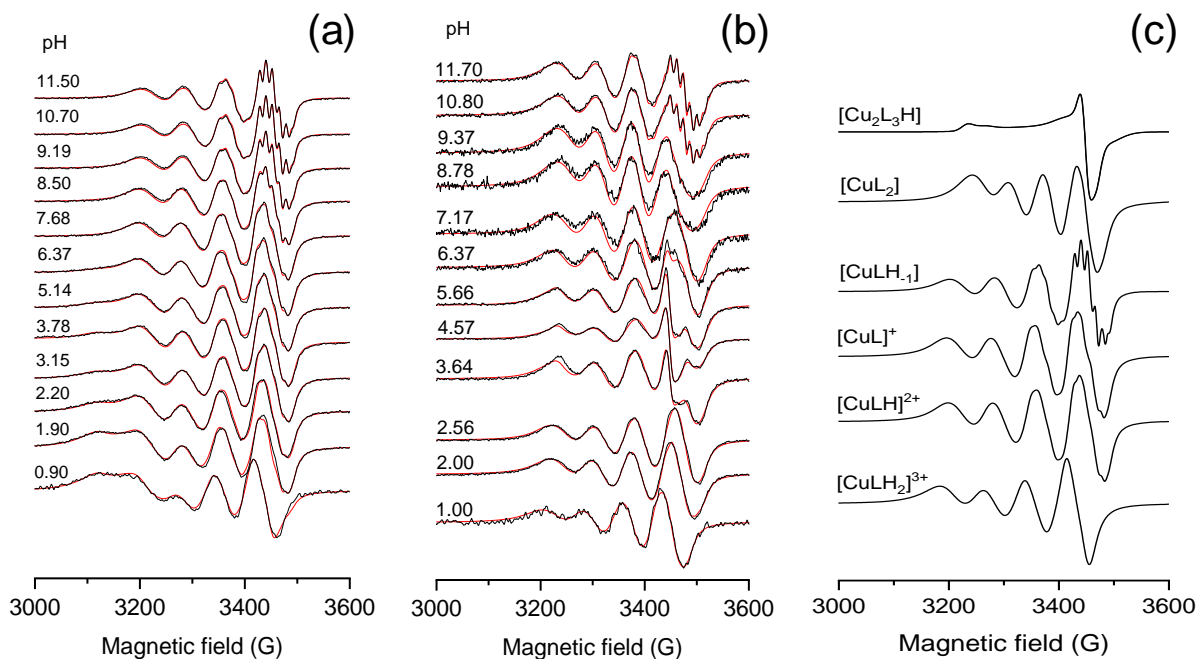 (a)
pH
11.50
10.70
9.19
8.50
7.68
6.37
5.14
3.78
3.15
2.20
1.90
0.90
3000 3200 3400 3600
Magnetic field (G)
(b)
11.70
10.80
9.37
8.78
7.17
6.37
5.66
4.57
3.64
2.56
2.00
1.00
3000 3200 3400 3600
Magnetic field (G)
(c)
[Cu₂L₃H]
[CuL₂]
[CuLH₋₁]
[CuL]⁺
[CuLH]²⁺
[CuLH₂]³⁺
3000 3200 3400 3600
Magnetic field (G)